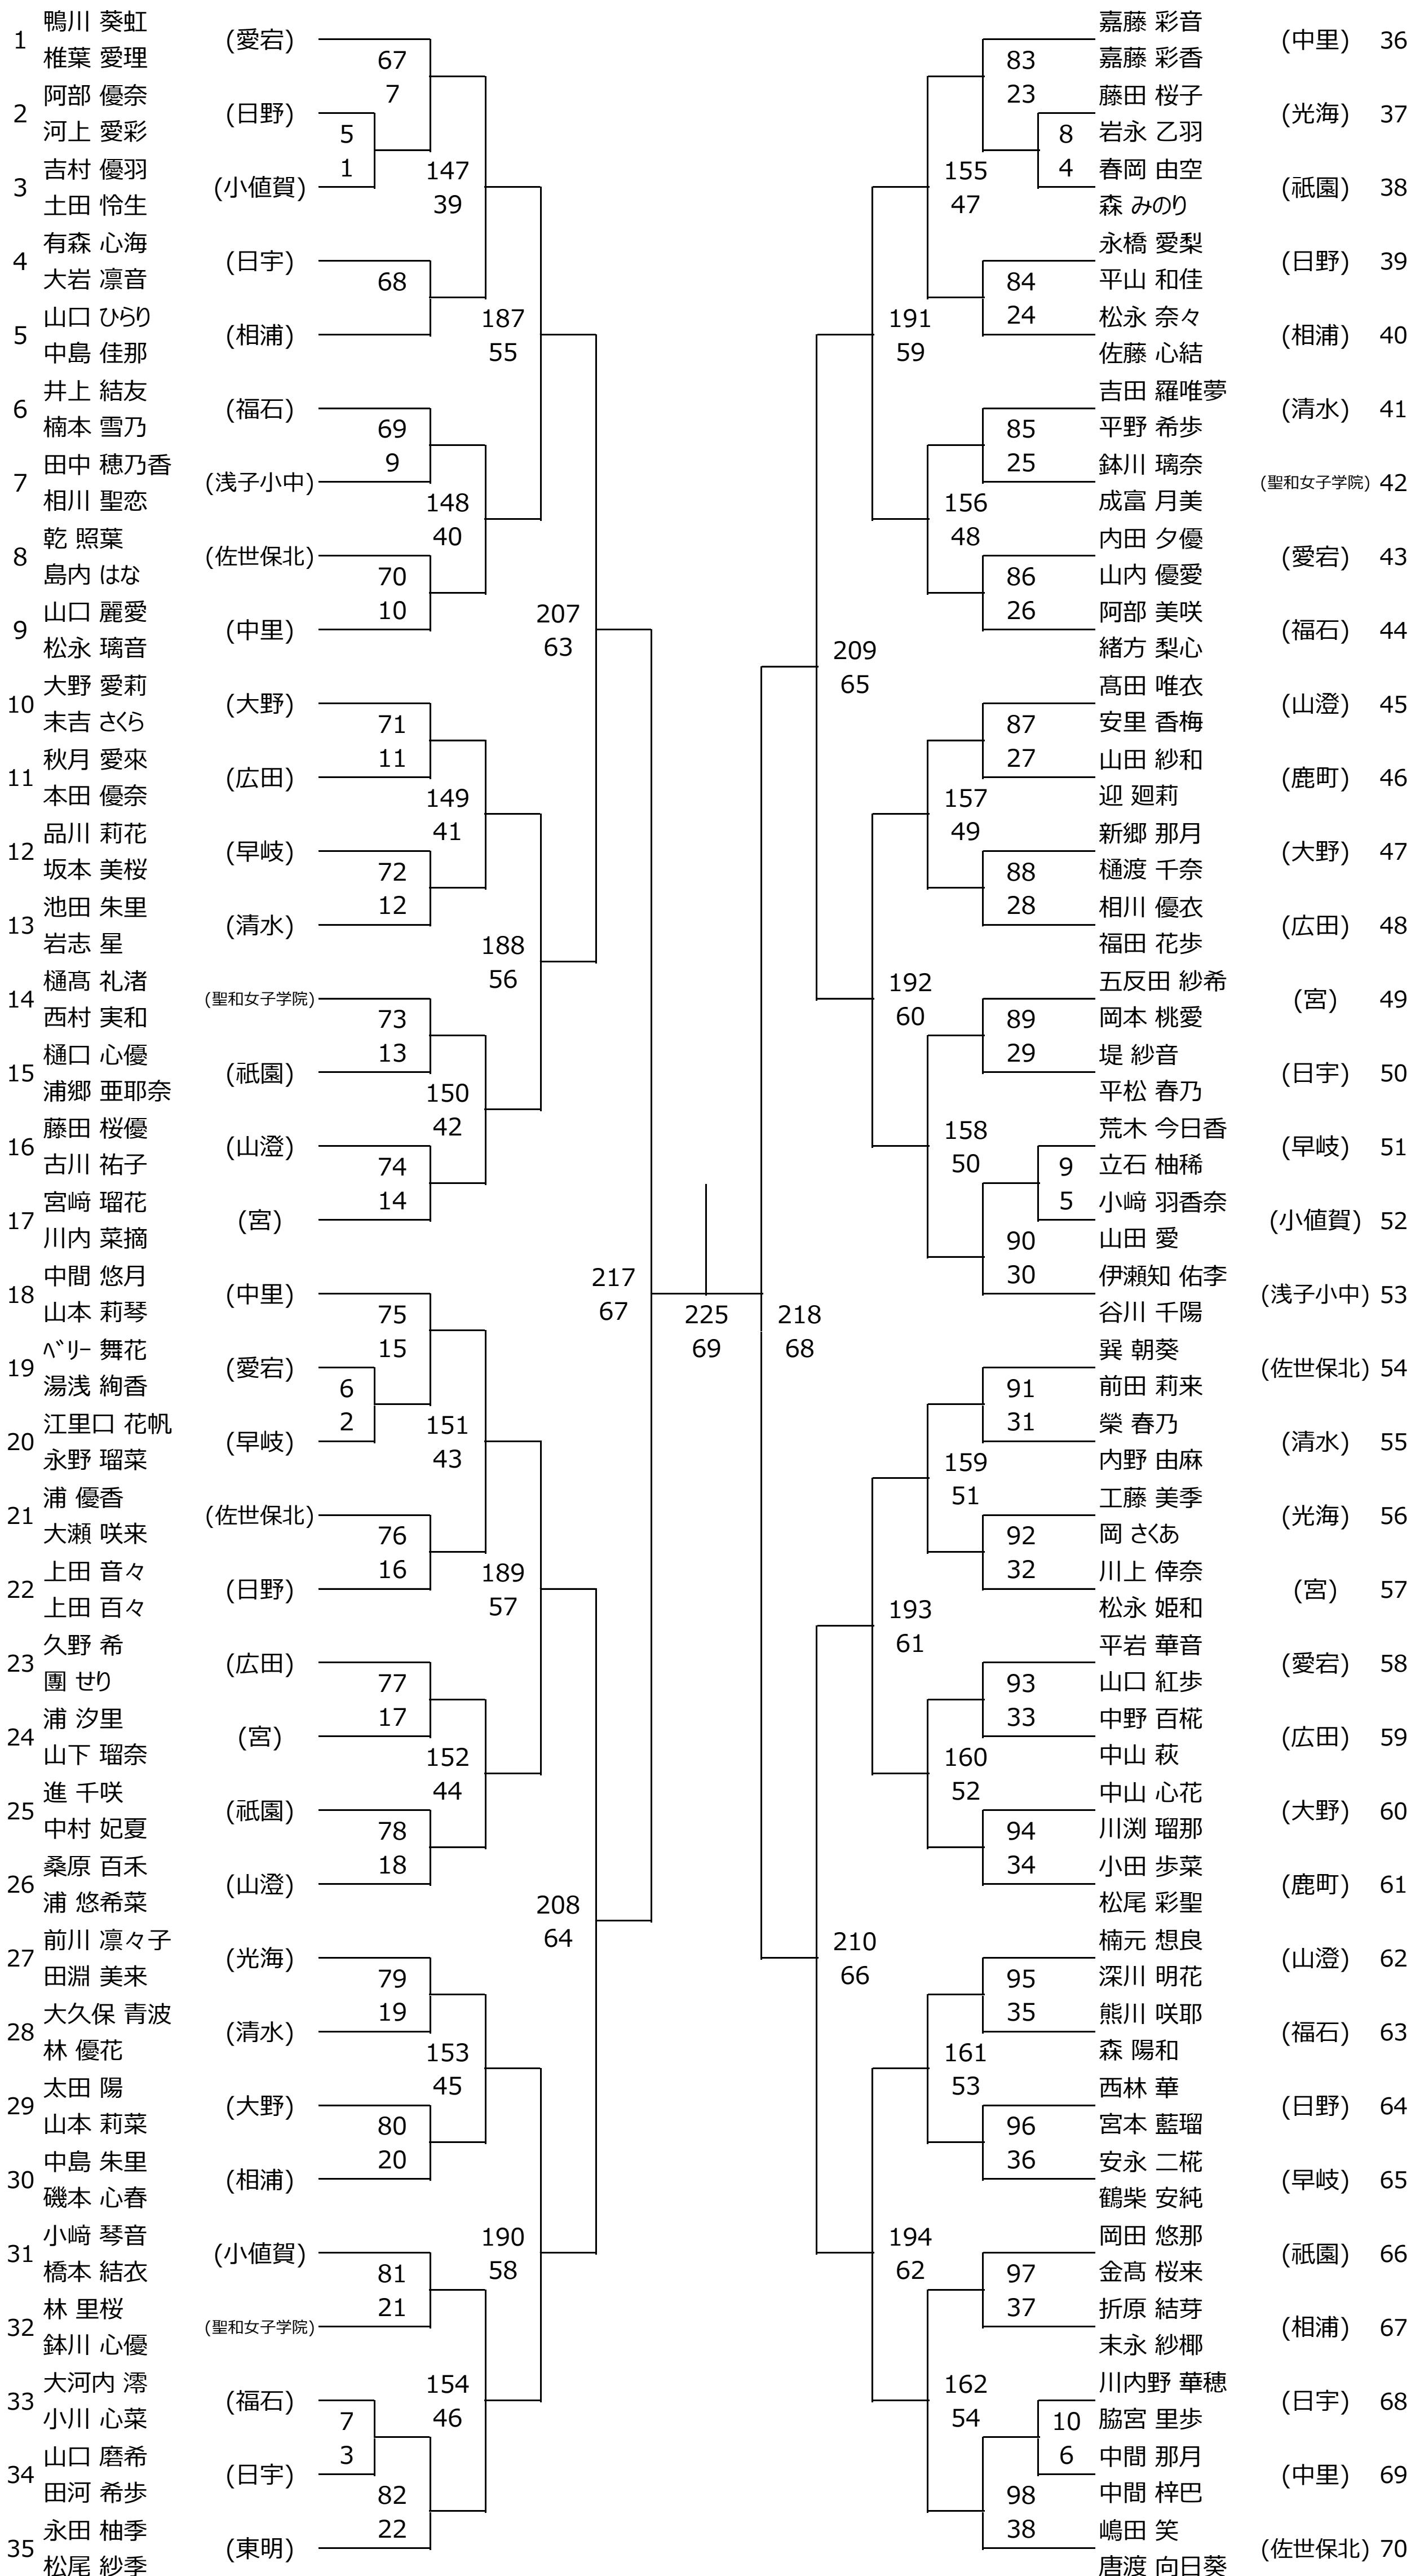 1 鴨川 葵虹 (愛宕)
椎葉 愛理
2 阿部 優奈 (日野)
河上 愛彩
3 吉村 優羽 (小値賀)
土田 怜生
4 有森 心海 (日宇)
大岩 凛音
5 山口 ひらり (相浦)
中島 佳那
6 井上 結友 (福石)
楠本 雪乃
7 田中 穂乃香 (浅子小中)
相川 聖恋
8 乾 照葉 (佐世保北)
島内 はな
9 山口 麗愛 (中里)
松永 璃音
10 大野 愛莉 (大野)
末吉 さくら
11 秋月 愛來 (広田)
本田 優奈
12 品川 莉花 (早岐)
坂本 美桜
13 池田 朱里 (清水)
岩志 星
14 樋髙 礼渚 (聖和女子学院)
西村 実和
15 樋口 心優 (祇園)
浦郷 亜耶奈
16 藤田 桜優 (山澄)
古川 祐子
17 宮﨑 瑠花 (宮)
川内 菜摘
18 中間 悠月 (中里)
山本 莉琴
19 ベリー 舞花 (愛宕)
湯浅 絢香
20 江里口 花帆 (早岐)
永野 瑠菜
21 浦 優香 (佐世保北)
大瀬 咲来
22 上田 音々 (日野)
上田 百々
23 久野 希 (広田)
團 せり
24 浦 汐里 (宮)
山下 瑠奈
25 進 千咲 (祇園)
中村 妃夏
26 桑原 百禾 (山澄)
浦 悠希菜
27 前川 凛々子 (光海)
田淵 美来
28 大久保 青波 (清水)
林 優花
29 太田 陽 (大野)
山本 莉菜
30 中島 朱里 (相浦)
磯本 心春
31 小﨑 琴音 (小値賀)
橋本 結衣
32 林 里桜 (聖和女子学院)
鉢川 心優
33 大河内 澪 (福石)
小川 心菜
34 山口 磨希 (日宇)
田河 希歩
35 永田 柚季 (東明)
松尾 紗季
5
1
6
2
7
3
67
7
68
69
9
70
10
71
11
72
12
73
13
74
14
75
15
76
16
77
17
78
18
79
19
80
20
81
21
82
22
147
39
148
40
149
41
150
42
151
43
152
44
153
45
154
46
187
55
188
56
189
57
190
58
207
63
208
64
217
67
225
69
218
68
209
65
210
66
191
59
192
60
193
61
194
62
155
47
156
48
157
49
158
50
159
51
160
52
161
53
162
54
83
23
84
24
85
25
86
26
87
27
88
28
89
29
90
30
91
31
92
32
93
33
94
34
95
35
96
36
97
37
98
38
8
4
9
5
10
6
嘉藤 彩音 (中里) 36
嘉藤 彩香
藤田 桜子 (光海) 37
岩永 乙羽
春岡 由空 (祇園) 38
森 みのり
永橋 愛梨 (日野) 39
平山 和佳
松永 奈々 (相浦) 40
佐藤 心結
吉田 羅唯夢 (清水) 41
平野 希歩
鉢川 璃奈 (聖和女子学院) 42
成富 月美
内田 夕優 (愛宕) 43
山内 優愛
阿部 美咲 (福石) 44
緒方 梨心
髙田 唯衣 (山澄) 45
安里 香梅
山田 紗和 (鹿町) 46
迎 廻莉
新郷 那月 (大野) 47
樋渡 千奈
相川 優衣 (広田) 48
福田 花歩
五反田 紗希 (宮) 49
岡本 桃愛
堤 紗音 (日宇) 50
平松 春乃
荒木 今日香 (早岐) 51
立石 柚稀
小﨑 羽香奈 (小値賀) 52
山田 愛
伊瀬知 佑李 (浅子小中) 53
谷川 千陽
巽 朝葵 (佐世保北) 54
前田 莉来
榮 春乃 (清水) 55
内野 由麻
工藤 美季 (光海) 56
岡 さくあ
川上 倖奈 (宮) 57
松永 姫和
平岩 華音 (愛宕) 58
山口 紅歩
中野 百椛 (広田) 59
中山 萩
中山 心花 (大野) 60
川渕 瑠那
小田 歩菜 (鹿町) 61
松尾 彩聖
楠元 想良 (山澄) 62
深川 明花
熊川 咲耶 (福石) 63
森 陽和
西林 華 (日野) 64
宮本 藍瑠
安永 二椛 (早岐) 65
鶴柴 安純
岡田 悠那 (祇園) 66
金髙 桜来
折原 結芽 (相浦) 67
末永 紗椰
川内野 華穂 (日宇) 68
脇宮 里歩
中間 那月 (中里) 69
中間 梓巴
嶋田 笑 (佐世保北) 70
唐渡 向日葵